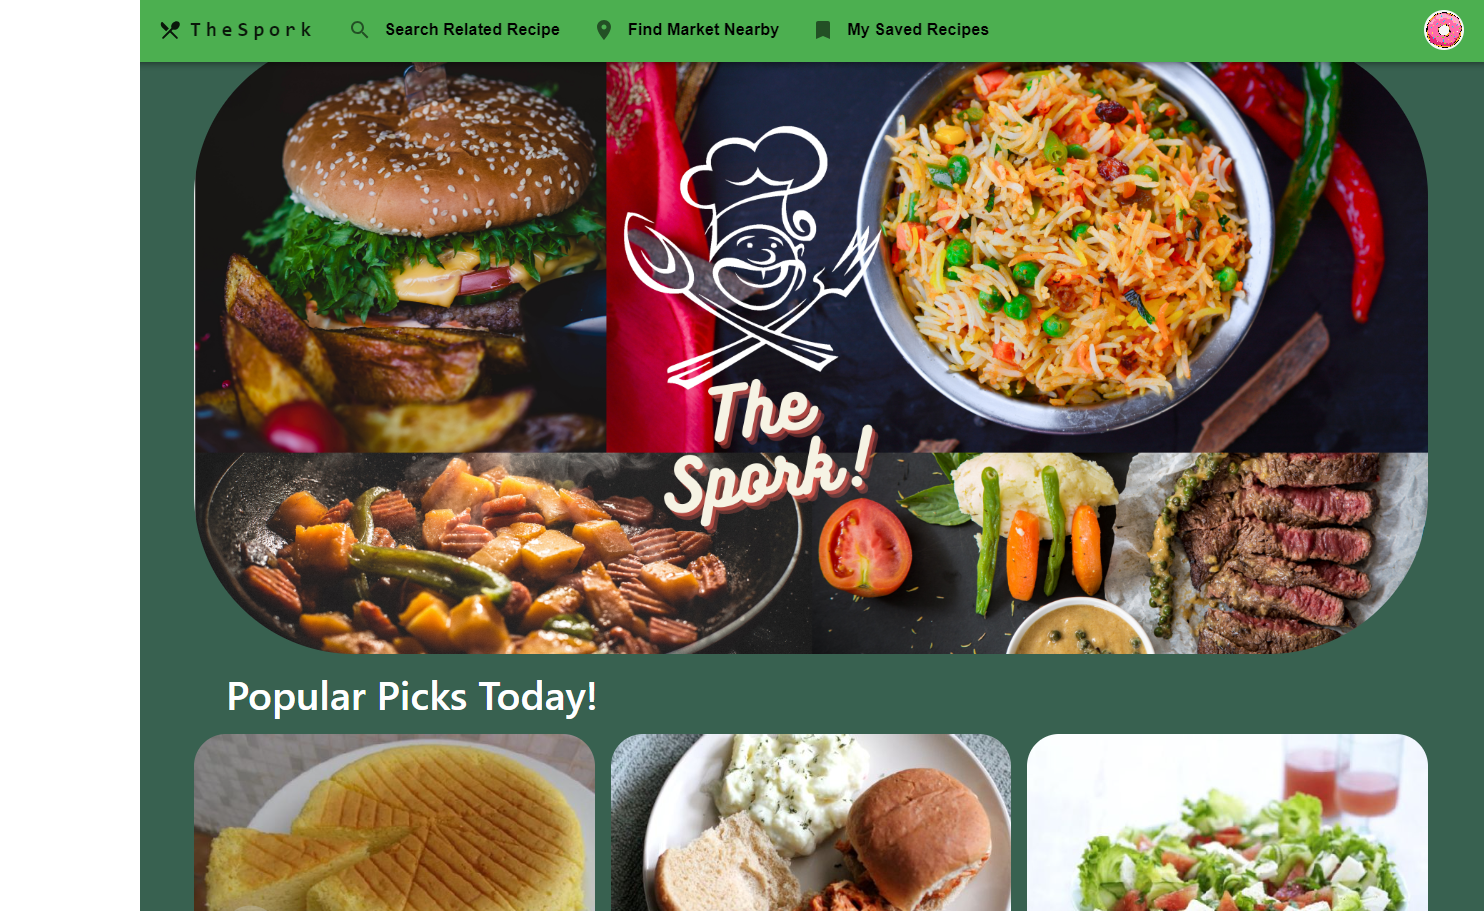 TheSpork
Search Related Recipe
Find Market Nearby
My Saved Recipes
The
Spork!
Popular Picks Today!